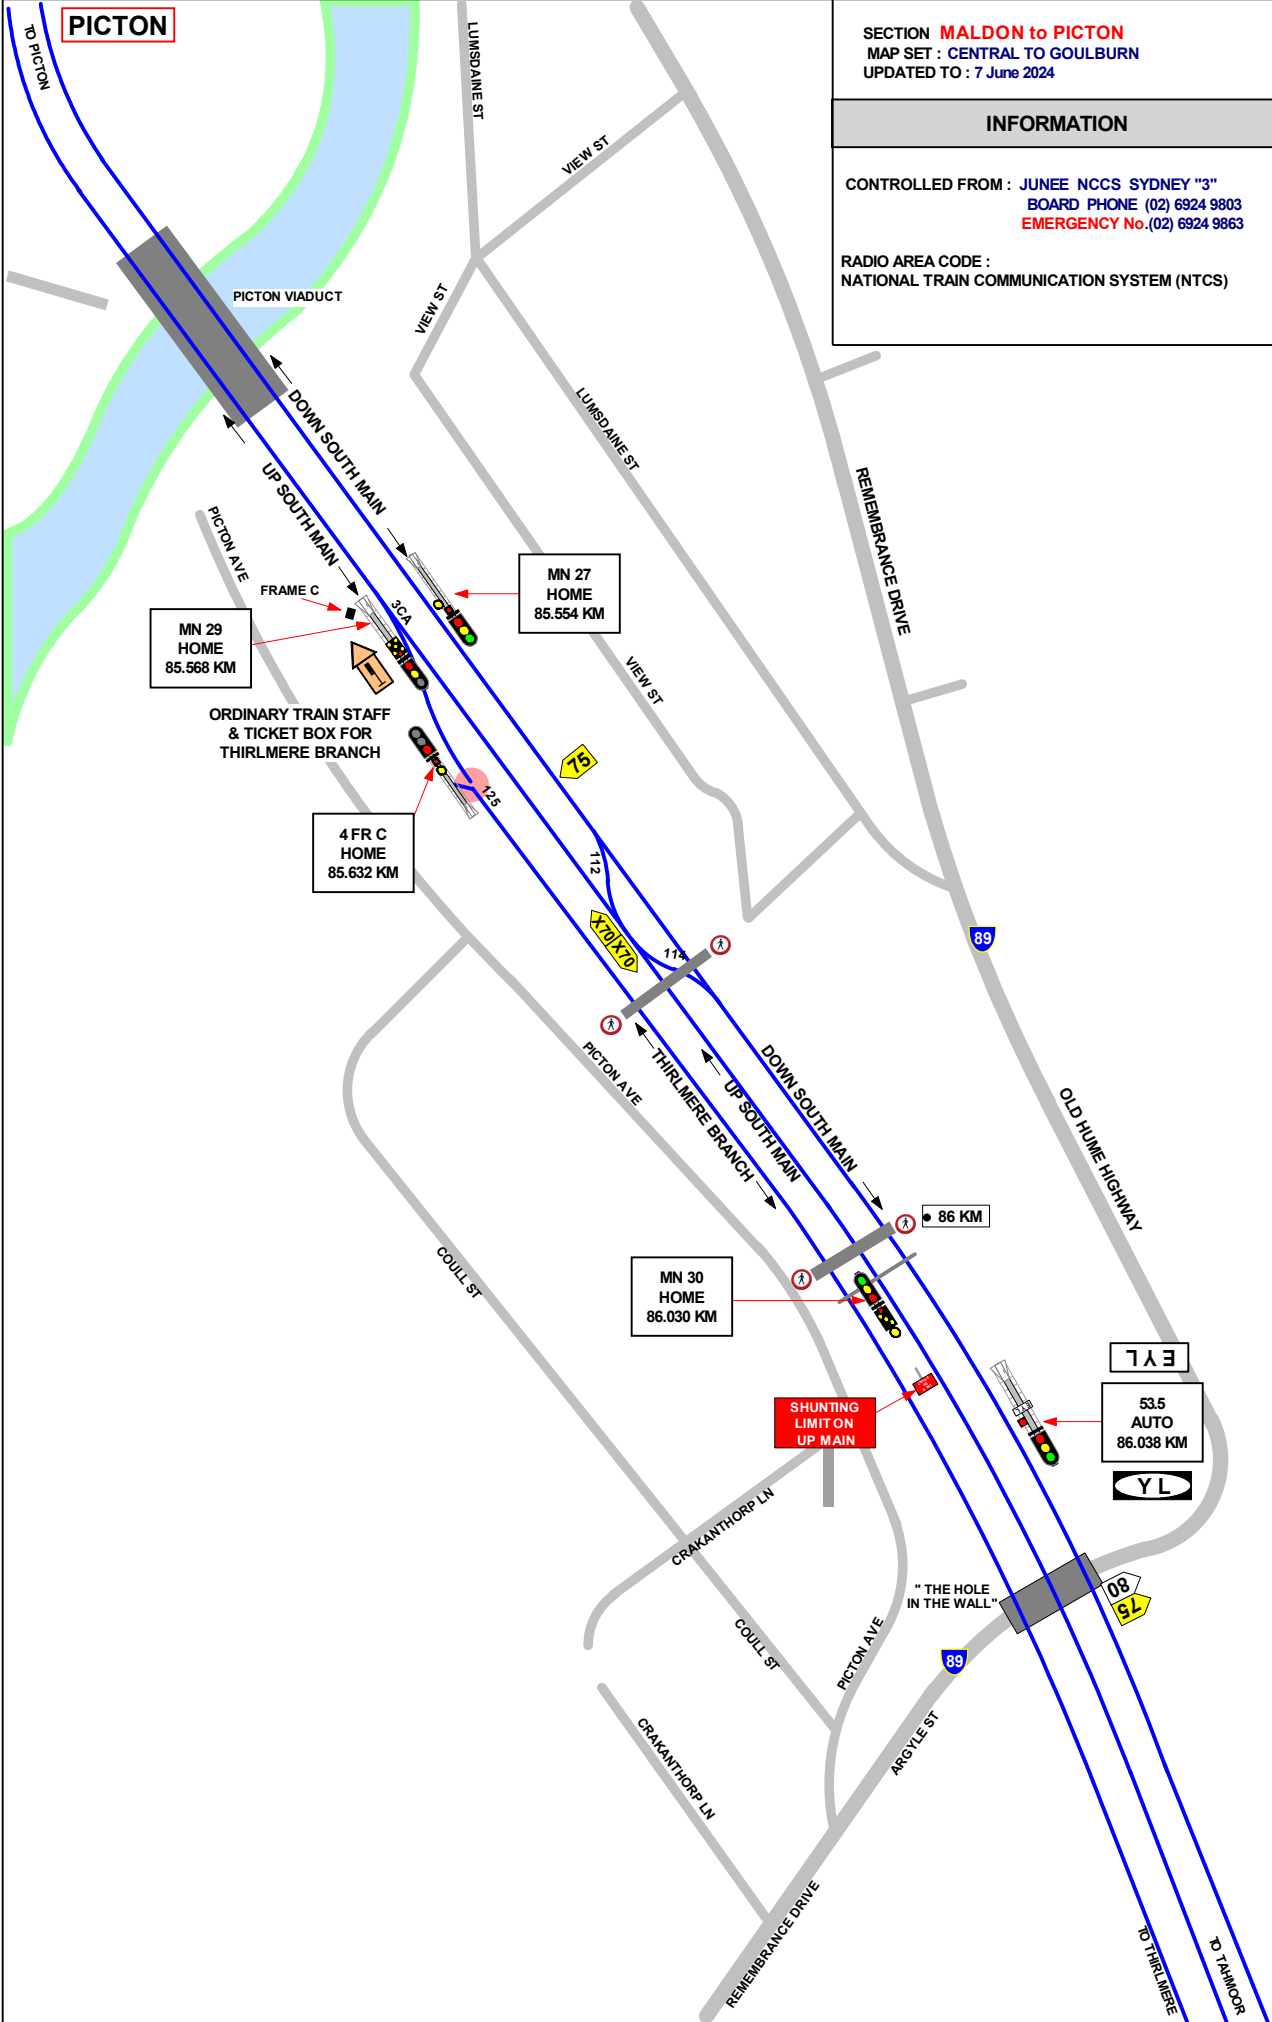 PICTON
SECTION MALDON to PICTON
MAP SET : CENTRAL TO GOULBURN
UPDATED TO : 7 June 2024
INFORMATION
CONTROLLED FROM : JUNEE NCCS SYDNEY "3"
BOARD PHONE (02) 6924 9803
EMERGENCY No.(02) 6924 9863
RADIO AREA CODE :
NATIONAL TRAIN COMMUNICATION SYSTEM (NTCS)
TO PICTON
LUMSDAINE ST
VIEW ST
PICTON VIADUCT
VIEW ST
DOWN SOUTH MAIN
LUMSDAINE ST
UP SOUTH MAIN
REMEMBRANCE DRIVE
PICTON AVE
FRAME C
3CA
MN 27
HOME
85.554 KM
MN 29
HOME
85.568 KM
VIEW ST
ORDINARY TRAIN STAFF
& TICKET BOX FOR
THIRLMERE BRANCH
75
125
4 FR C
HOME
85.632 KM
112
X70
X70
114
89
PICTON AVE
THIRLMERE BRANCH
UP SOUTH MAIN
DOWN SOUTH MAIN
OLD HUME HIGHWAY
86 KM
COULL ST
MN 30
HOME
86.030 KM
EYL
SHUNTING
LIMIT ON
UP MAIN
53.5
AUTO
86.038 KM
YL
CRAKANTHORP LN
" THE HOLE
IN THE WALL"
80
75
COULL ST
PICTON AVE
89
ARGYLE ST
CRAKANTHORP LN
REMEMBRANCE DRIVE
TO THIRLMERE
TO TAHMOOR